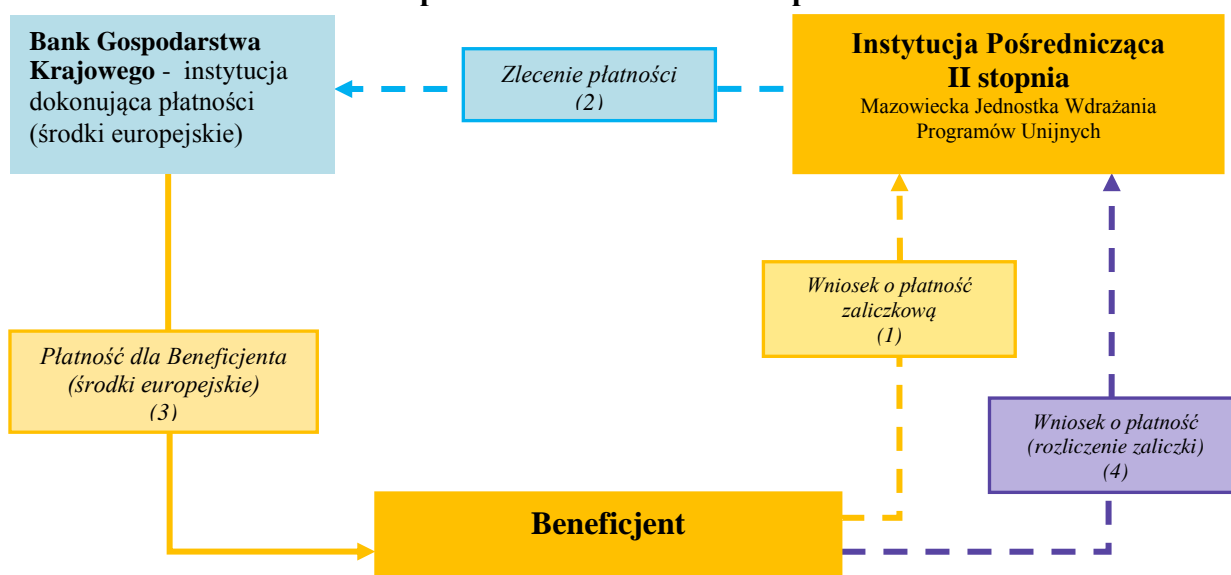 Bank Gospodarstwa
Krajowego - instytucja
dokonująca płatności
(środki europejskie)
Zlecenie płatności
(2)
Instytucja Pośrednicząca
II stopnia
Mazowiecka Jednostka Wdrażania
Programów Unijnych
Wniosek o płatność
zaliczkową
(1)
Płatność dla Beneficjenta
(środki europejskie)
(3)
Wniosek o płatność
(rozliczenie zaliczki)
(4)
Beneficjent